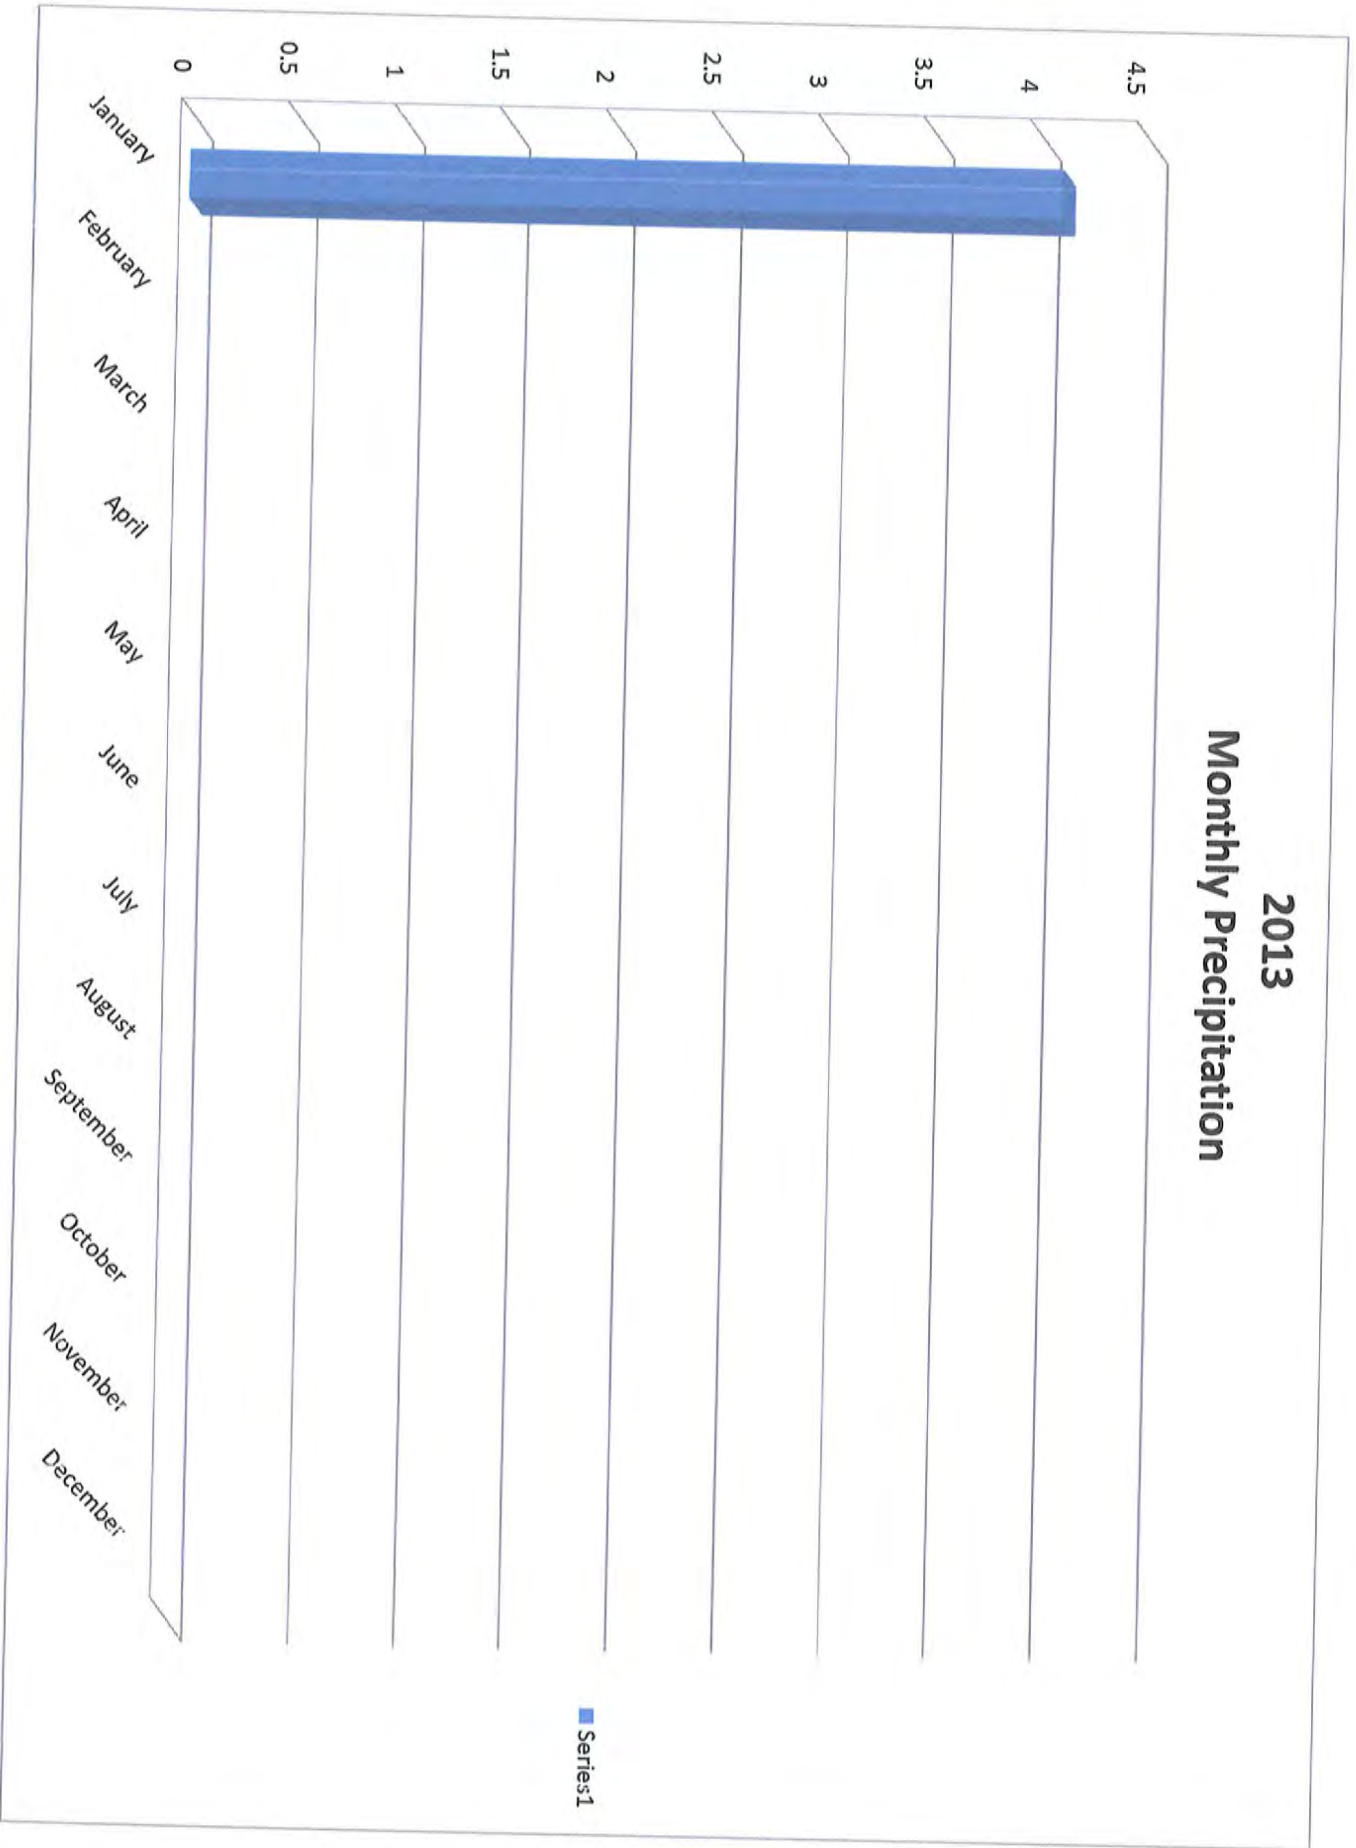 2013
Monthly Precipitation
4.5
4
3.5
3
2.5
2
1.5
1
0.5
0
January
February
March
April
May
June
July
August
September
October
November
December
Series1